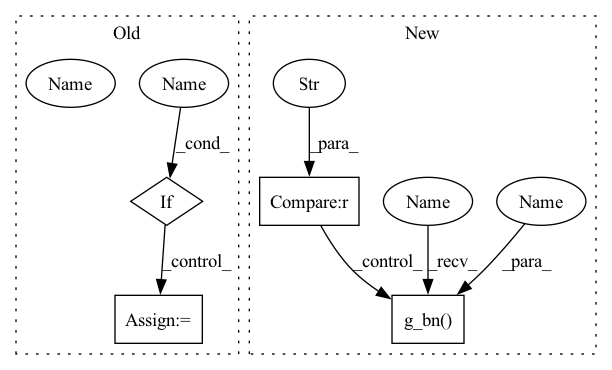 Old
New
Name
Name
Str
_cond_
_para_
If
Compare:r
Name
Name
_control_
_control_
_recv_
_para_
Assign:=
g_bn()